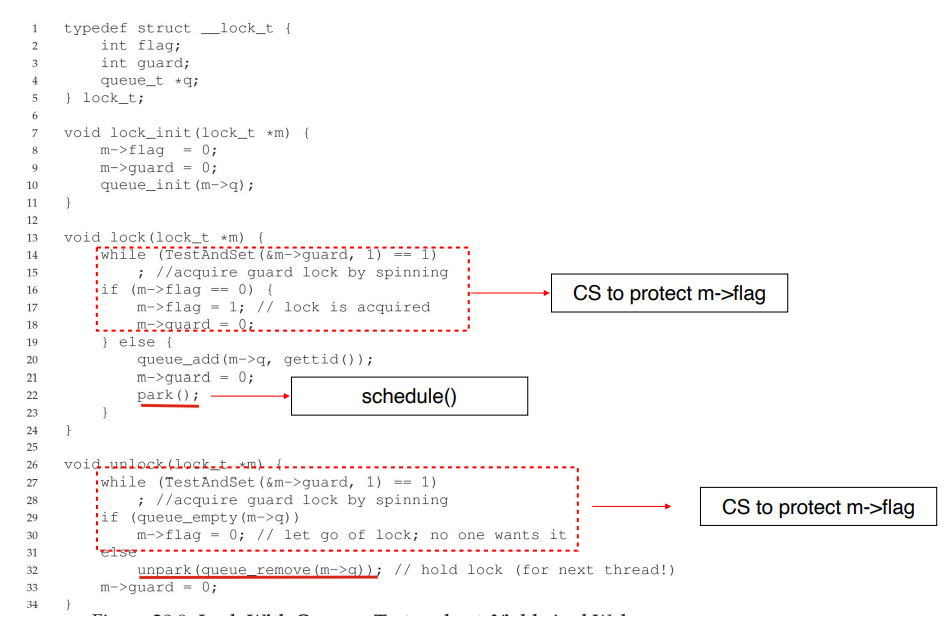 1 typedef struct __lock_t {
2 int flag;
3 int guard;
4 queue_t *q;
5 } lock_t;
6
7 void lock_init(lock_t *m) {
8 m->flag  = 0;
9 m->guard = 0;
10 queue_init(m->q);
11 }
12
13 void lock(lock_t *m) {
14 while (TestAndSet(&m->guard, 1) == 1)
15 ; //acquire guard lock by spinning
16 if (m->flag == 0) {
17 m->flag = 1; // lock is acquired
18 m->guard = 0;
19 } else {
20 queue_add(m->q, gettid());
21 m->guard = 0;
22 park();
23 }
24 }
25
26 void unlock(lock_t *m) {
27 while (TestAndSet(&m->guard, 1) == 1)
28 ; //acquire guard lock by spinning
29 if (queue_empty(m->q))
30 m->flag = 0; // let go of lock; no one wants it
31 else
32 unpark(queue_remove(m->q)); // hold lock (for next thread!)
33 m->guard = 0;
34 }
CS to protect m->flag
schedule()
CS to protect m->flag